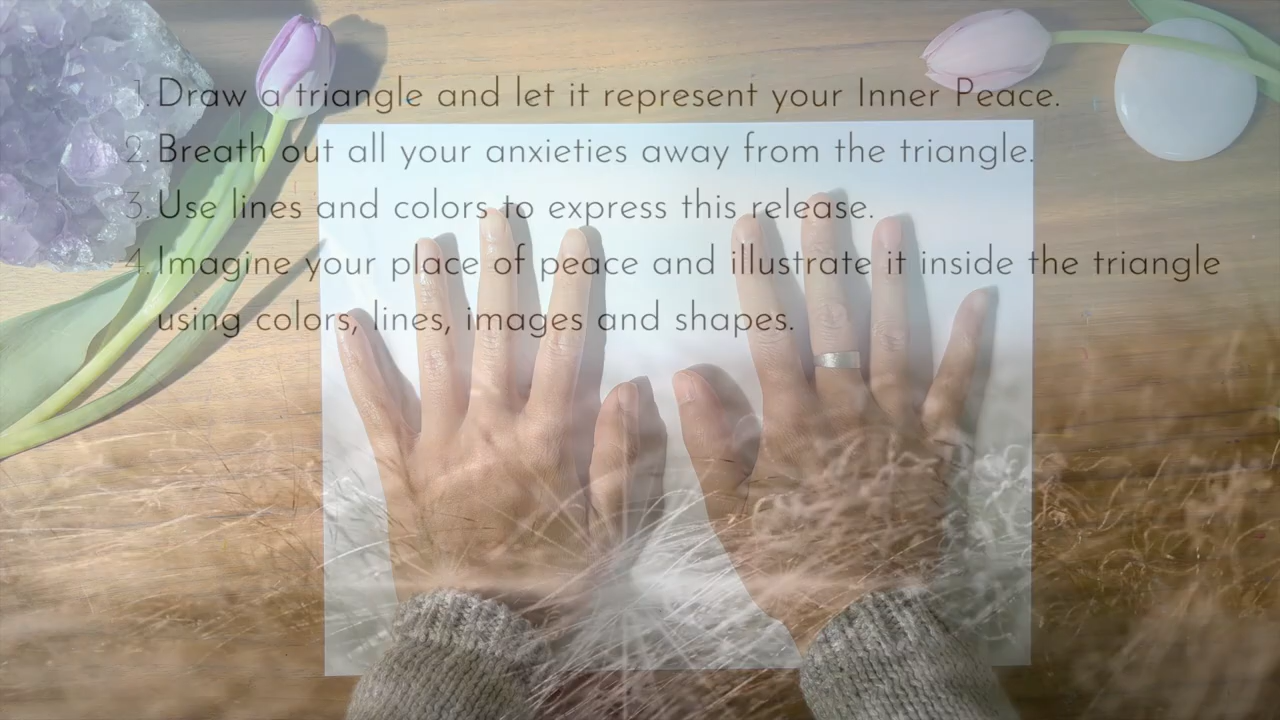 1. Draw a triangle and let it represent your Inner Peace.
2. Breath out all your anxieties away from the triangle.
3. Use lines and colors to express this release.
4. Imagine your place of peace and illustrate it inside the triangle
using colors, lines, images and shapes.